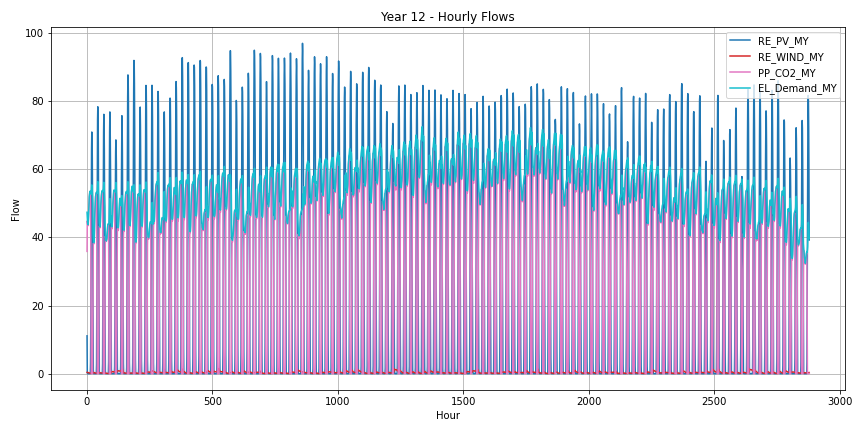 Year 12 - Hourly Flows
100
80
60
40
20
0
Flow
RE_PV_MY
RE_WIND_MY
PP_CO2_MY
EL_Demand_MY
0
500
1000
1500
2000
2500
3000
Hour